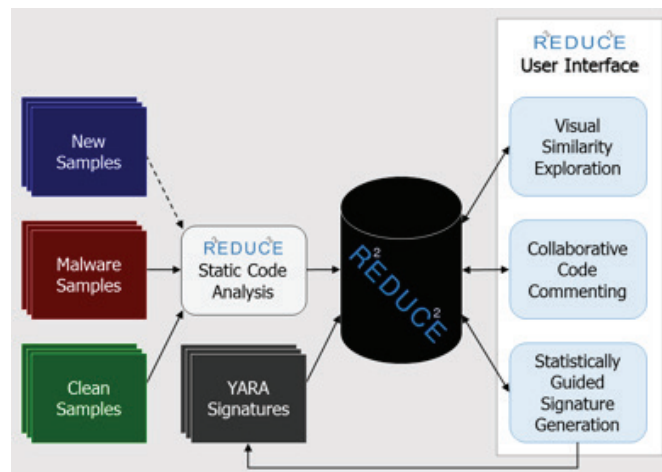 REDUCE
User Interface
New
Samples
Visual
Similarity
Exploration
Malware
Samples
REDUCE
Static Code
Analysis
R²EDUCE²
Collaborative
Code
Commenting
Clean
Samples
YARA
Signatures
Statistically
Guided
Signature
Generation